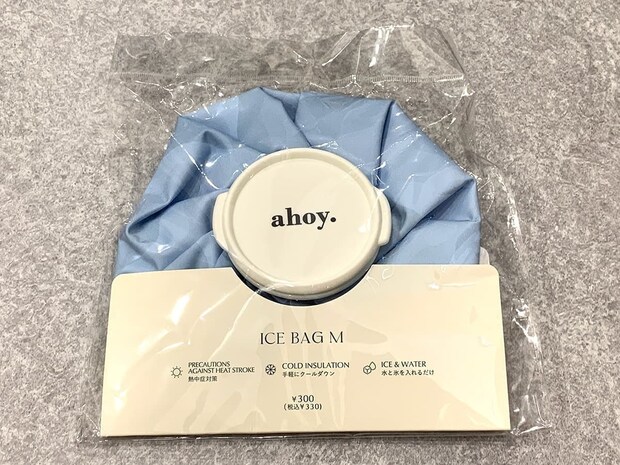 ahoy.
ICE BAG M
PRECAUTIONS
AGAINST HEAT STROKE
熱中症対策
COLD INSULATION
手軽にクールダウン
ICE & WATER
水と氷を入れるだけ
¥300
(税込¥330)